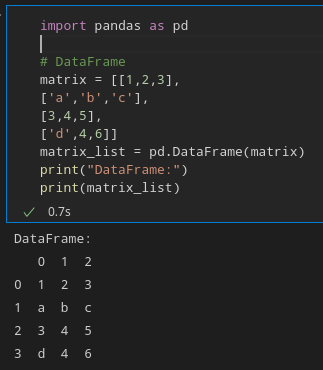 import pandas as pd
# DataFrame
matrix = [[1,2,3],
['a','b','c'],
[3,4,5],
['d',4,6]]
matrix_list = pd.DataFrame(matrix)
print("DataFrame:")
print(matrix_list)
✓ 0.7s
DataFrame:
   0  1  2
0  1  2  3
1  a  b  c
2  3  4  5
3  d  4  6